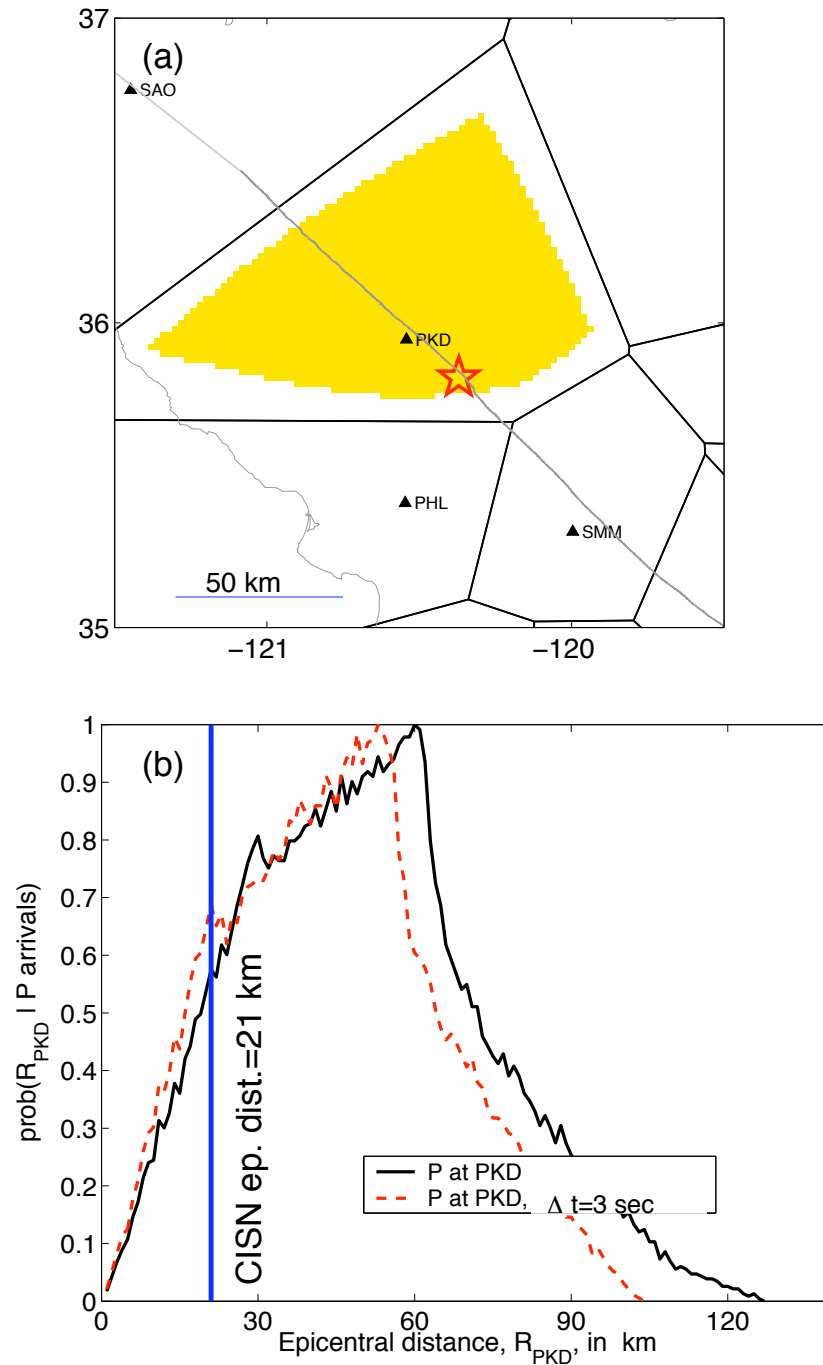 37
(a)
SAO
36
PKD
PHL
SMM
50 km
35
−121
−120
1
(b)
0.9
0.8
0.7
0.6
0.5
0.4
0.3
0.2
0.1
0
prob(R_PKD | P arrivals)
CISN ep. dist.=21 km
P at PKD
P at PKD, Δ t=3 sec
0
30
60
90
120
Epicentral distance, R_PKD, in km